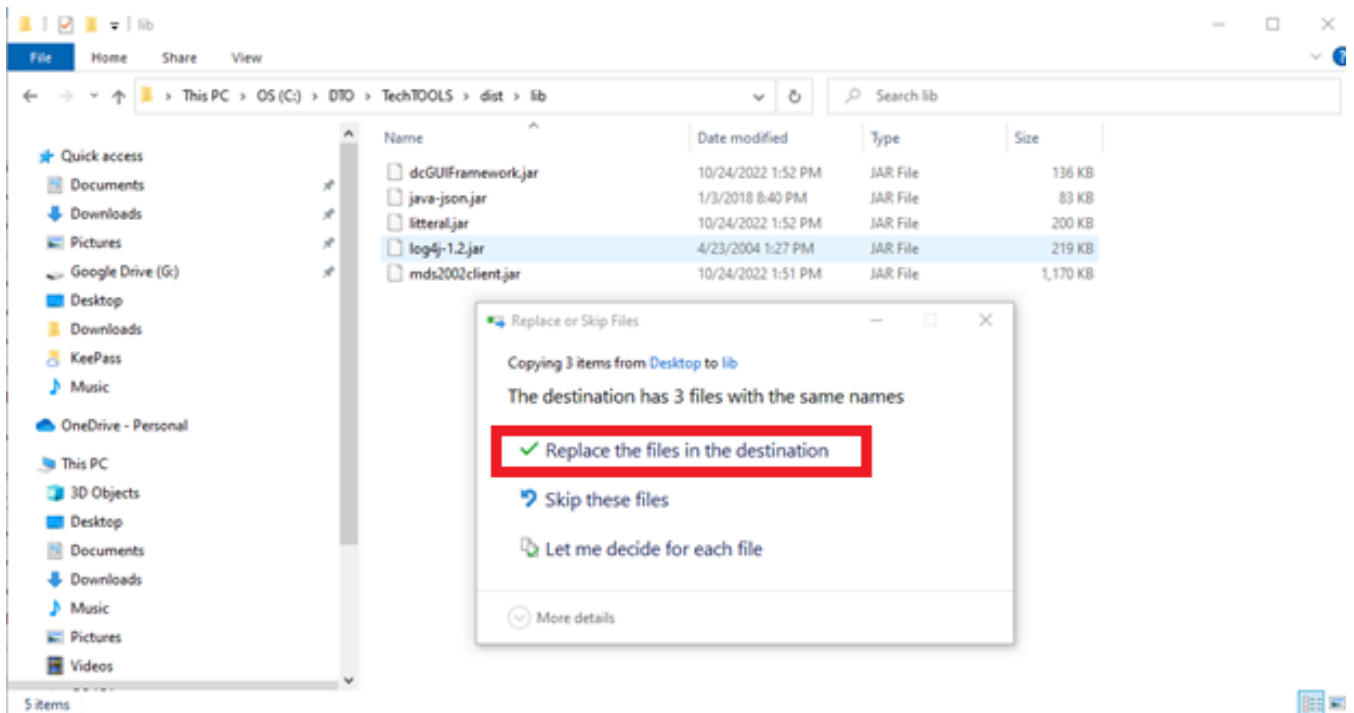 lib
File Home Share View
This PC > OS (C:) > DTO > TechTOOLS > dist > lib
Search lib
Name Date modified Type Size
Quick access
Documents
Downloads
Pictures
Google Drive (G:)
Desktop
Downloads
KeePass
Music
OneDrive - Personal
This PC
3D Objects
Desktop
Documents
Downloads
Music
Pictures
Videos
dcGUIFramework.jar 10/24/2022 1:52 PM JAR File 136 KB
java-json.jar 1/3/2018 8:40 PM JAR File 83 KB
litteral.jar 10/24/2022 1:52 PM JAR File 200 KB
log4j-1.2.jar 4/23/2004 1:27 PM JAR File 219 KB
mds2002client.jar 10/24/2022 1:51 PM JAR File 1,170 KB
Replace or Skip Files
Copying 3 items from Desktop to lib
The destination has 3 files with the same names
Replace the files in the destination
Skip these files
Let me decide for each file
More details
5 items